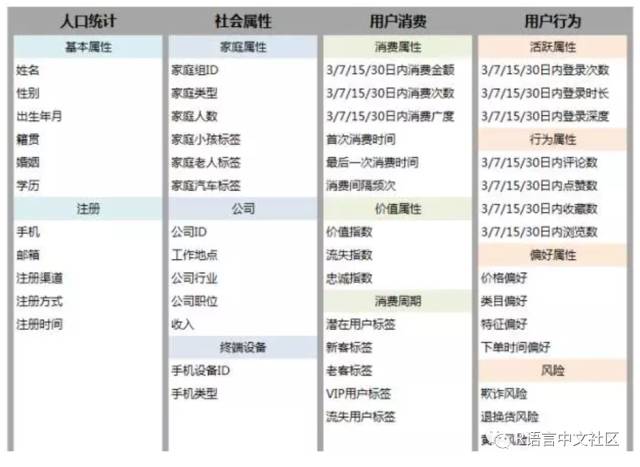 人口统计
基本属性
姓名
性别
出生年月
籍贯
婚姻
学历
注册
手机
邮箱
注册渠道
注册方式
注册时间
社会属性
家庭属性
家庭组ID
家庭类型
家庭人数
家庭小孩标签
家庭老人标签
家庭汽车标签
公司
公司ID
工作地点
公司行业
公司职位
收入
终端设备
手机设备ID
手机类型
用户消费
消费属性
3/7/15/30日内消费金额
3/7/15/30日内消费次数
3/7/15/30日内消费广度
首次消费时间
最后一次消费时间
消费间隔频次
价值属性
价值指数
流失指数
忠诚指数
消费周期
潜在用户标签
新客标签
老客标签
VIP用户标签
流失用户标签
用户行为
活跃属性
3/7/15/30日内登录次数
3/7/15/30日内登录时长
3/7/15/30日内登录深度
行为属性
3/7/15/30日内评论数
3/7/15/30日内点赞数
3/7/15/30日内收藏数
3/7/15/30日内浏览数
偏好属性
价格偏好
类目偏好
特征偏好
下单时间偏好
风险
欺诈风险
退换货风险
风险
语言中文社区